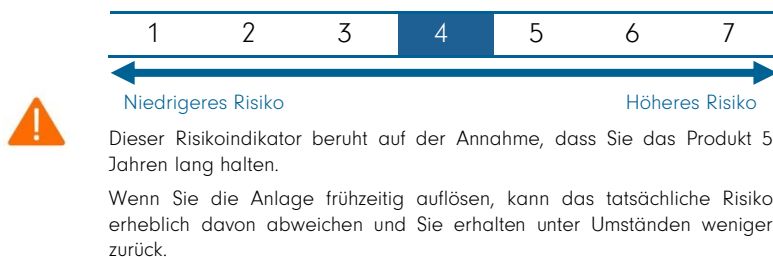 1 2 3 4 5 6 7
Niedrigeres Risiko Höheres Risiko
Dieser Risikoindikator beruht auf der Annahme, dass Sie das Produkt 5
Jahren lang halten.
Wenn Sie die Anlage frühzeitig auflösen, kann das tatsächliche Risiko
erheblich davon abweichen und Sie erhalten unter Umständen weniger
zurück.